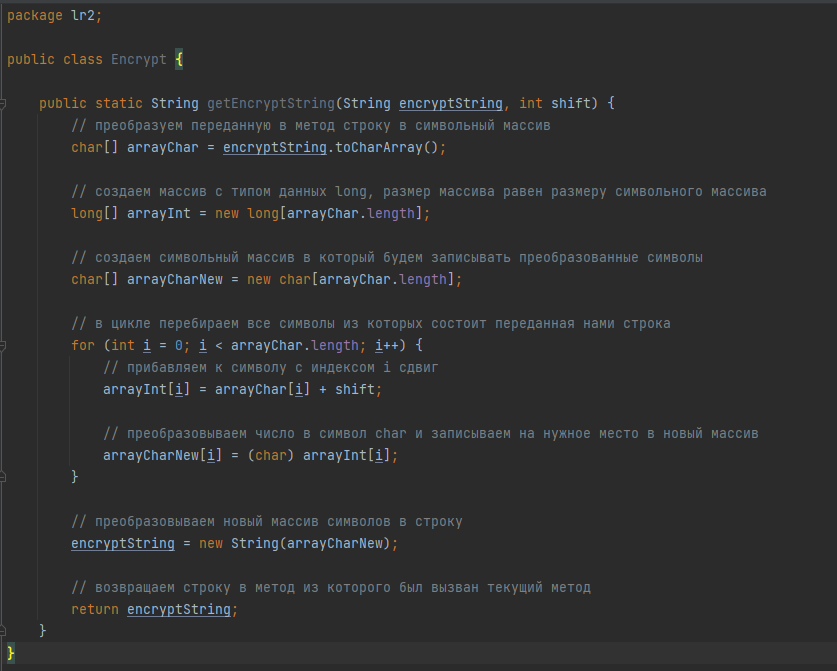 package lr2;
public class Encrypt {
public static String getEncryptString(String encryptString, int shift) {
// преобразуем переданную в метод строку в символьный массив
char[] arrayChar = encryptString.toCharArray();
// создаем массив с типом данных long, размер массива равен размеру символьного массива
long[] arrayInt = new long[arrayChar.length];
// создаем символьный массив в который будем записывать преобразованные символы
char[] arrayCharNew = new char[arrayChar.length];
// в цикле перебираем все символы из которых состоит переданная нами строка
for (int i = 0; i < arrayChar.length; i++) {
// прибавляем к символу с индексом i сдвиг
arrayInt[i] = arrayChar[i] + shift;
// преобразовываем число в символ char и записываем на нужное место в новый массив
arrayCharNew[i] = (char) arrayInt[i];
}
// преобразовываем новый массив символов в строку
encryptString = new String(arrayCharNew);
// возвращаем строку в метод из которого был вызван текущий метод
return encryptString;
}
}